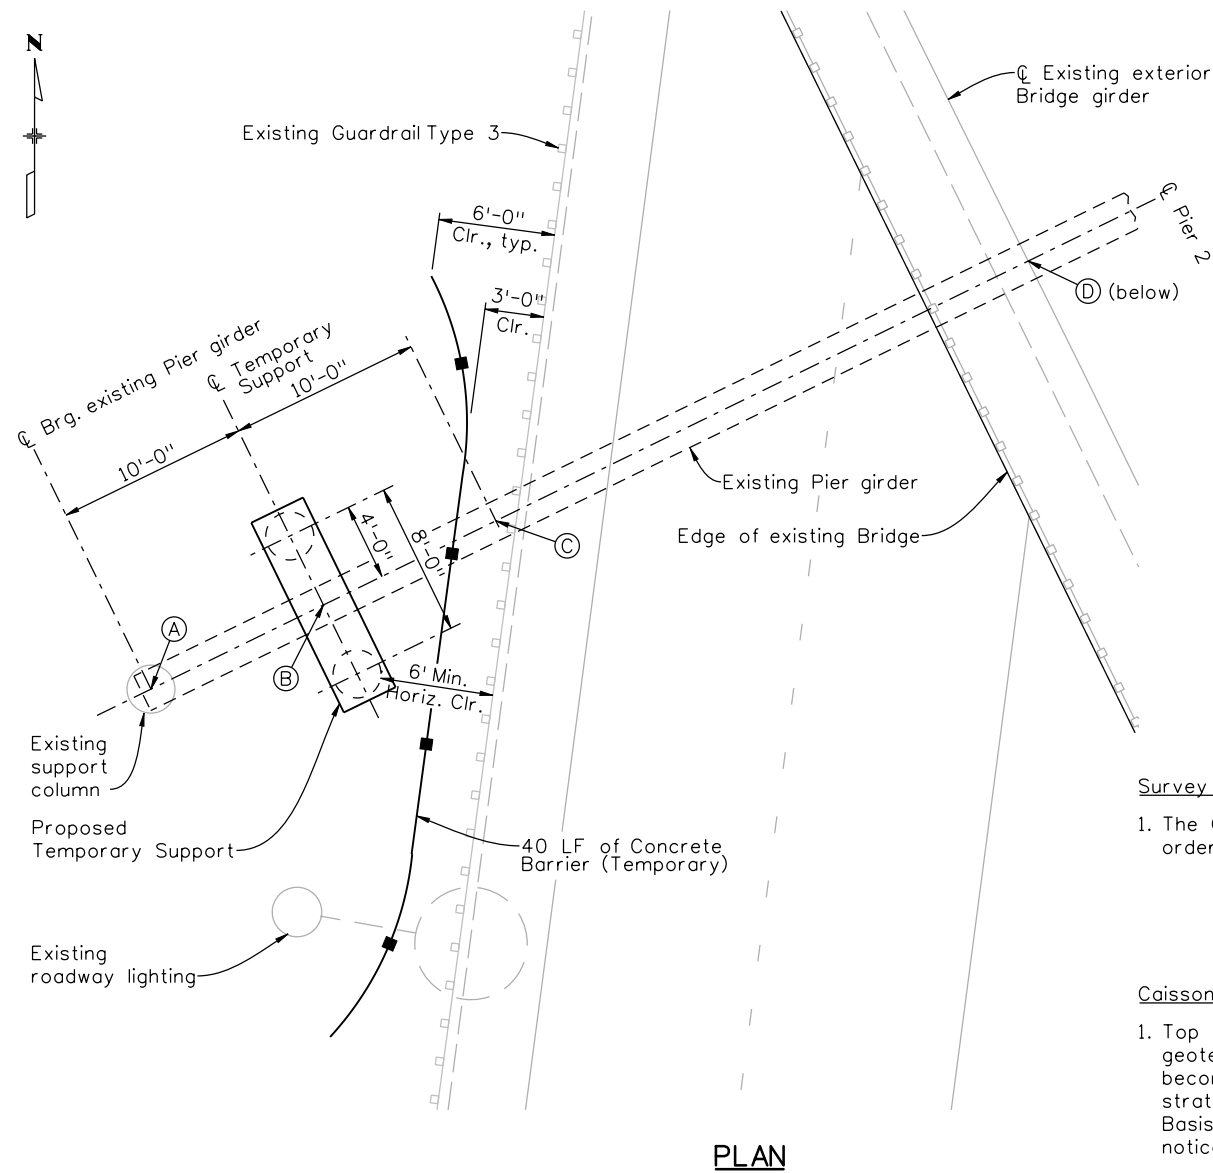 N
℄ Existing exterior
Bridge girder
Existing Guardrail Type 3
℄ Pier 2
6'-0"
Clr., typ.
3'-0"
Clr.
D (below)
℄ Brg. existing Pier girder
℄ Temporary
Support
10'-0"
10'-0"
Existing Pier girder
4'-0"
8'-0"
C
Edge of existing Bridge
A
B
6' Min.
Horiz. Clr.
Existing
support
column
Proposed
Temporary Support
40 LF of Concrete
Barrier (Temporary)
Existing
roadway lighting
Survey
1. The
order
Caisson
1. Top
geote
becor
strat
Basis
notic
PLAN